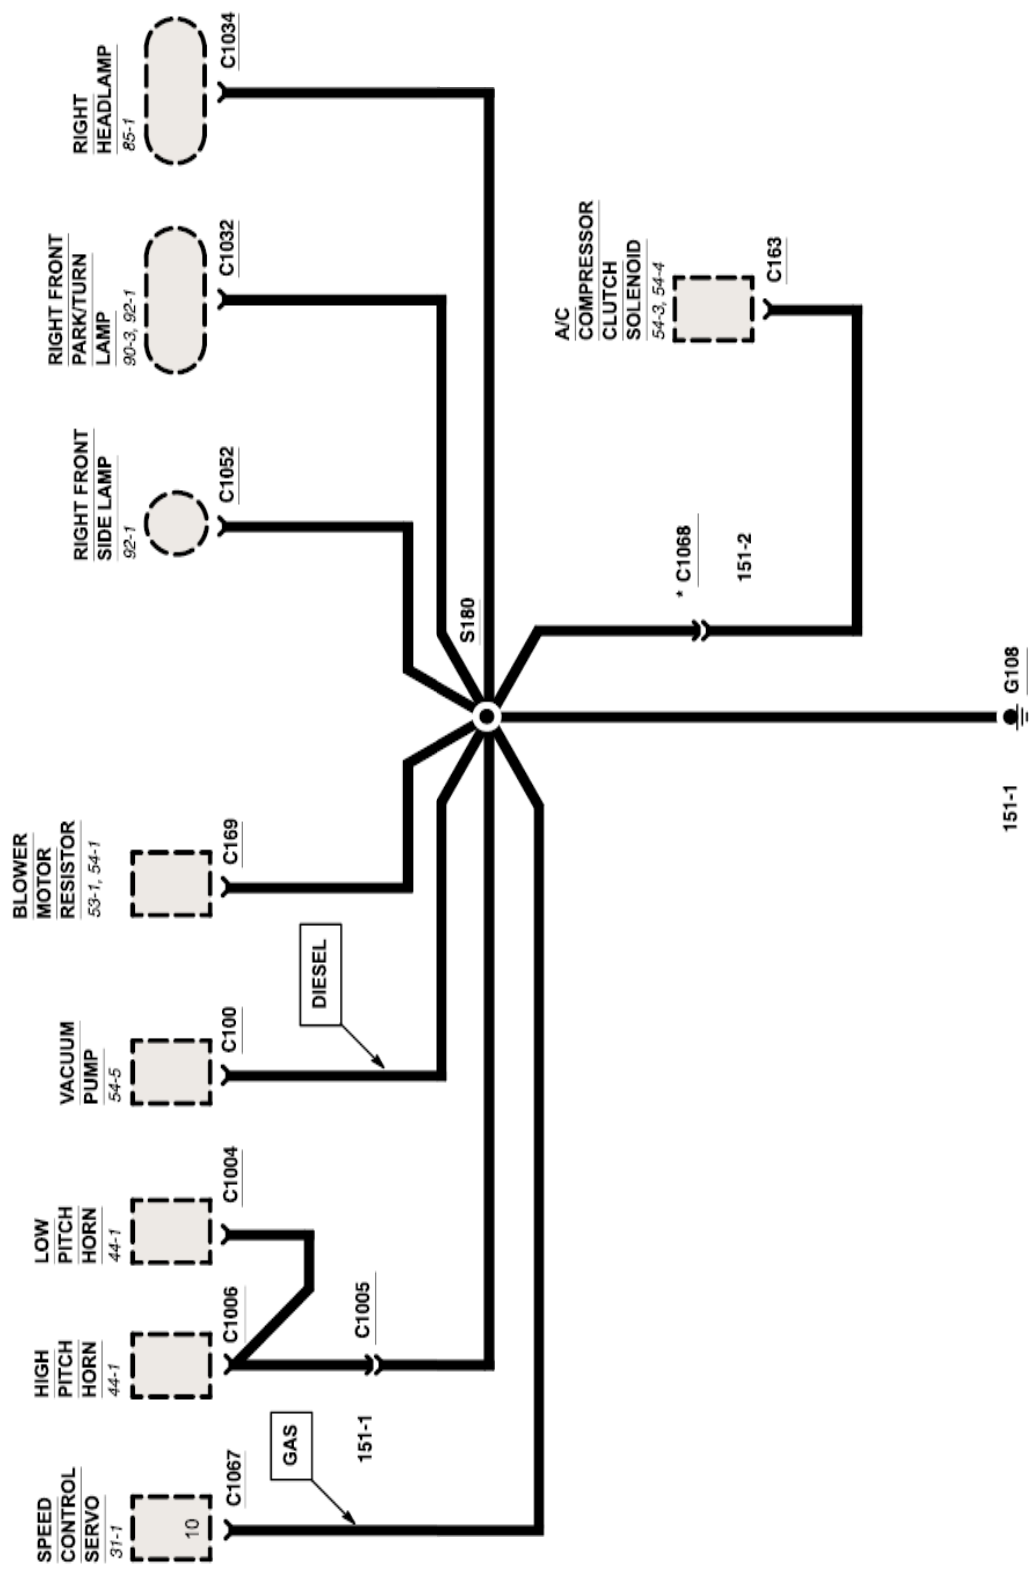 SPEED
CONTROL
SERVO
31-1
10
C1067
GAS
HIGH
PITCH
HORN
44-1
C1006
C1005
151-1
LOW
PITCH
HORN
44-1
C1004
VACUUM
PUMP
54-5
C100
DIESEL
BLOWER
MOTOR
RESISTOR
53-1, 54-1
C169
RIGHT FRONT
SIDE LAMP
92-1
C1052
RIGHT FRONT
PARK/TURN
LAMP
90-3, 92-1
C1032
RIGHT
HEADLAMP
85-1
C1034
S180
A/C
COMPRESSOR
CLUTCH
SOLENOID
54-3, 54-4
C163
* C1068
151-2
151-1
G108